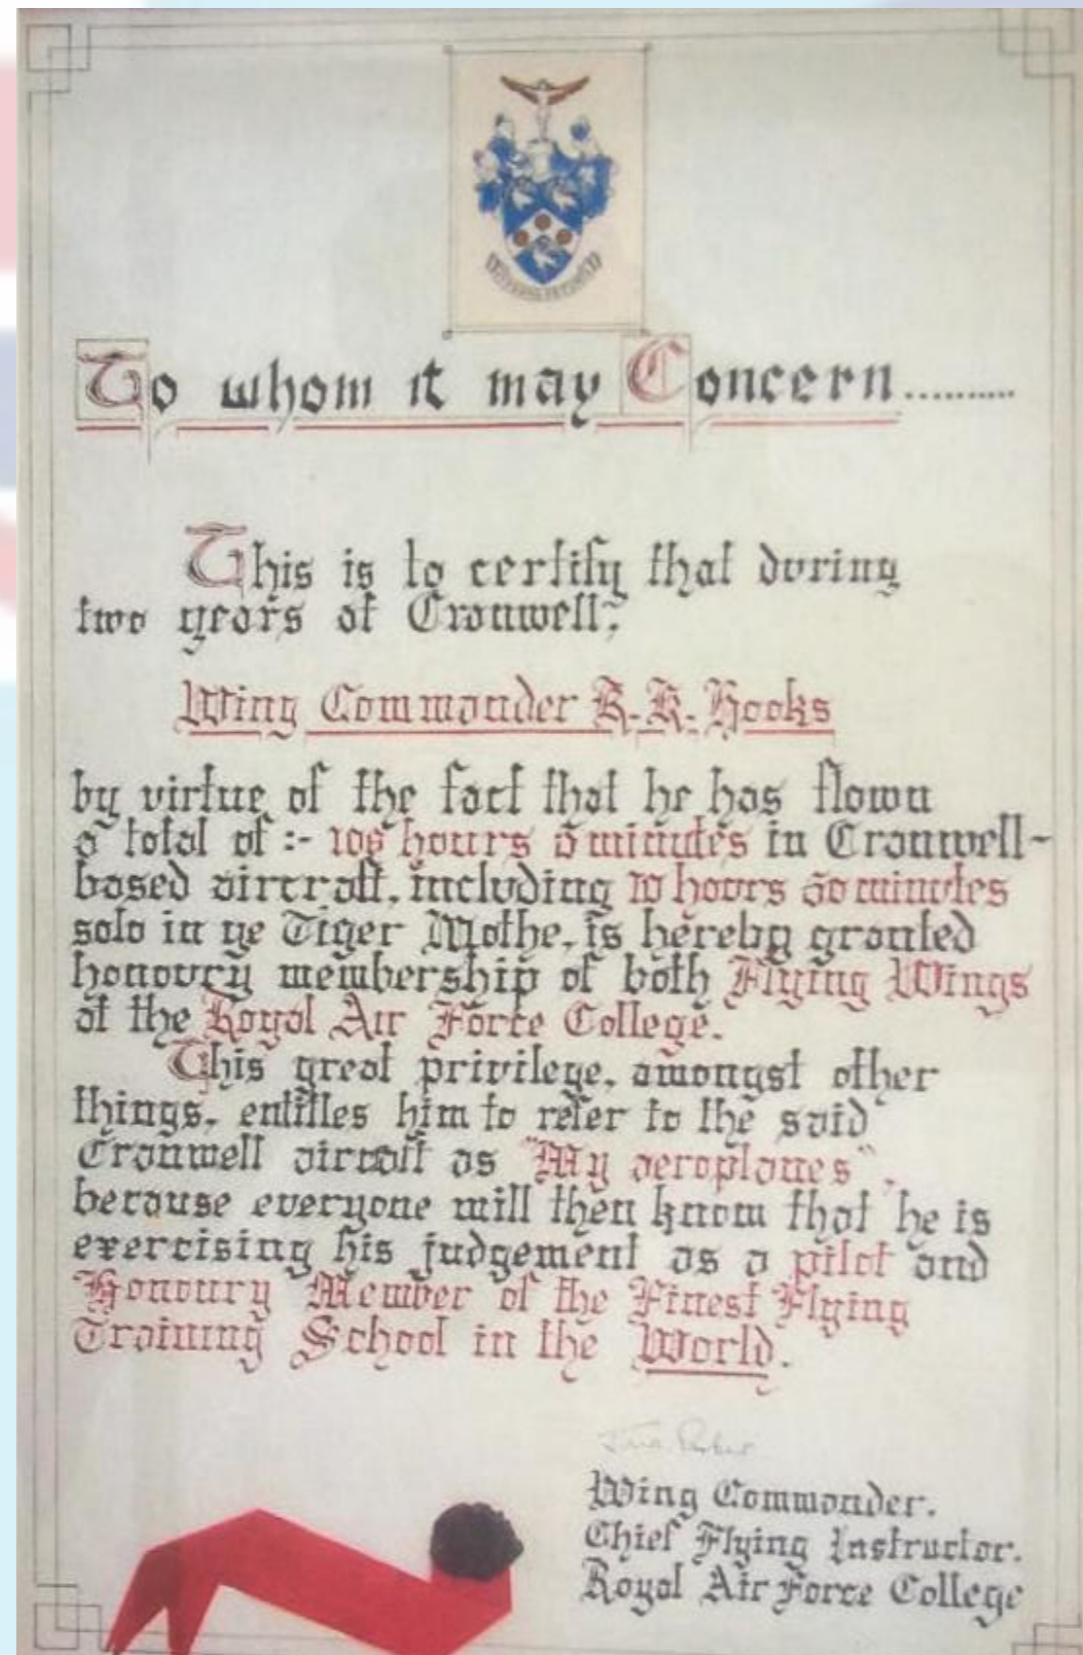 To whom it may Concern.........
This is to certify that during
two years at Cranwell,
Wing Commander R. K. Hooks
by virtue of the fact that he has flown
a total of :- 108 hours 5 minutes in Cranwell-
based aircraft, including 10 hours 50 minutes
solo in ye Tiger Mothe, is hereby granted
honoury membership of both Flying Wings
at the Royal Air Force College.
This great privilege, amongst other
things, entitles him to refer to the said
Cranwell aircraft as "My aeroplanes",
because everyone will then know that he is
exercising his judgement as a pilot and
Honoury Member of the Finest Flying
Training School in the World.
Wing Commander.
Chief Flying Instructor.
Royal Air Force College